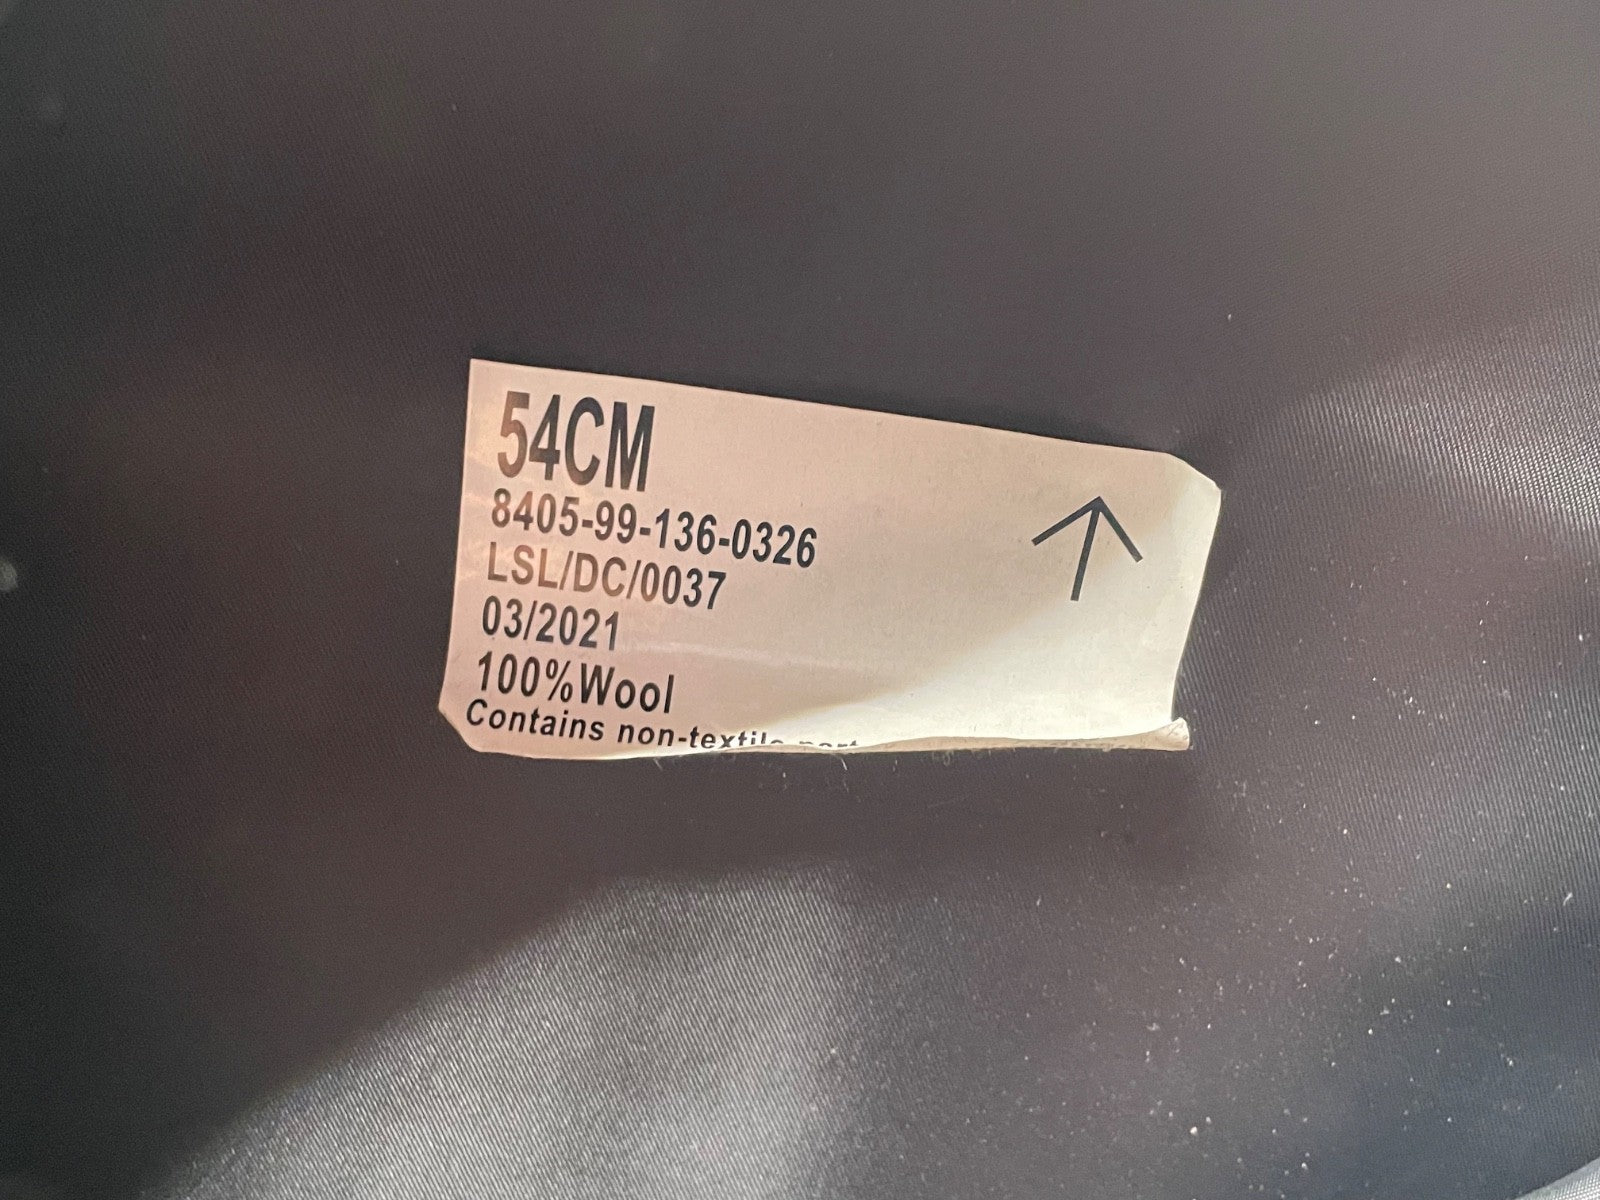 54CM
8405-99-136-0326
LSL/DC/0037
03/2021
100%Wool
Contains non-textile